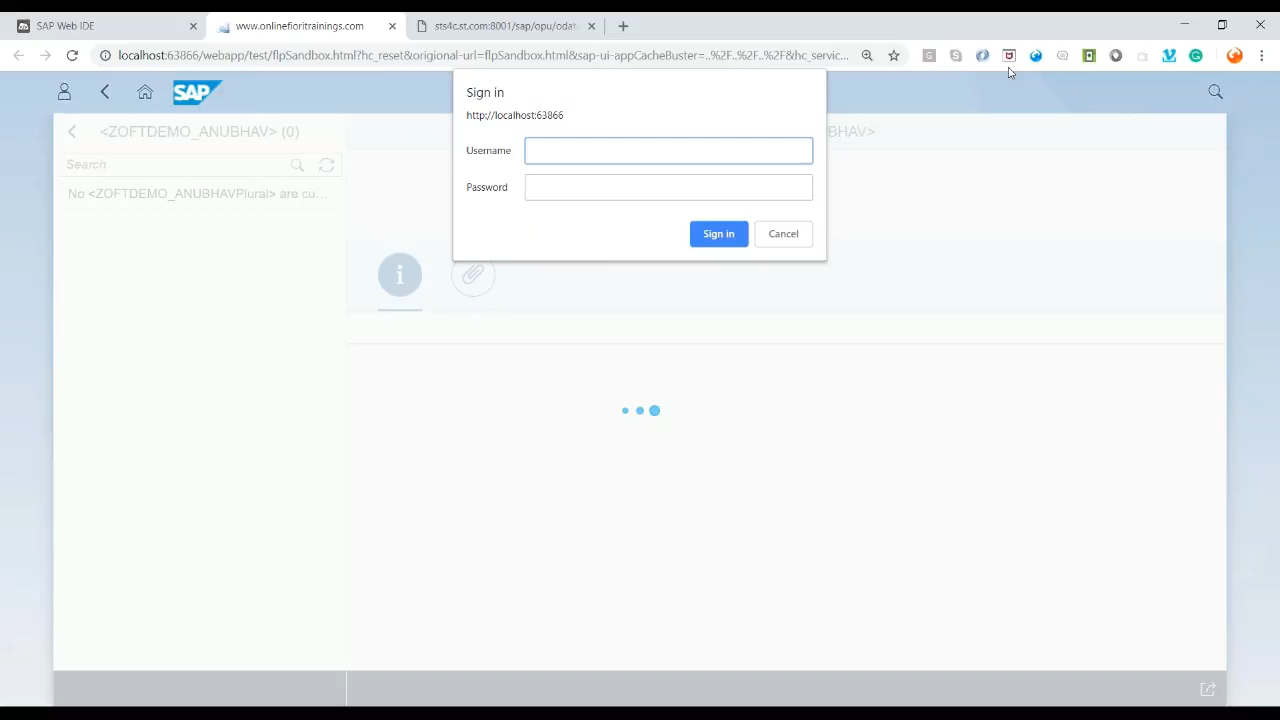 SAP Web IDE
www.onlinefioritrainings.com
sts4c.st.com:8001/sap/opu/odat
localhost:63866/webapp/test/flpSandbox.html?hc_reset&origional-url=flpSandbox.html&sap-ui-appCacheBuster=..%2F..%2F..%2F&hc_servic...
SAP
<ZOFTDEMO_ANUBHAV> (0)
BHAV>
Search
No <ZOFTDEMO_ANUBHAVPlural> are cu...
Sign in
http://localhost:63866
Username
Password
Sign in
Cancel